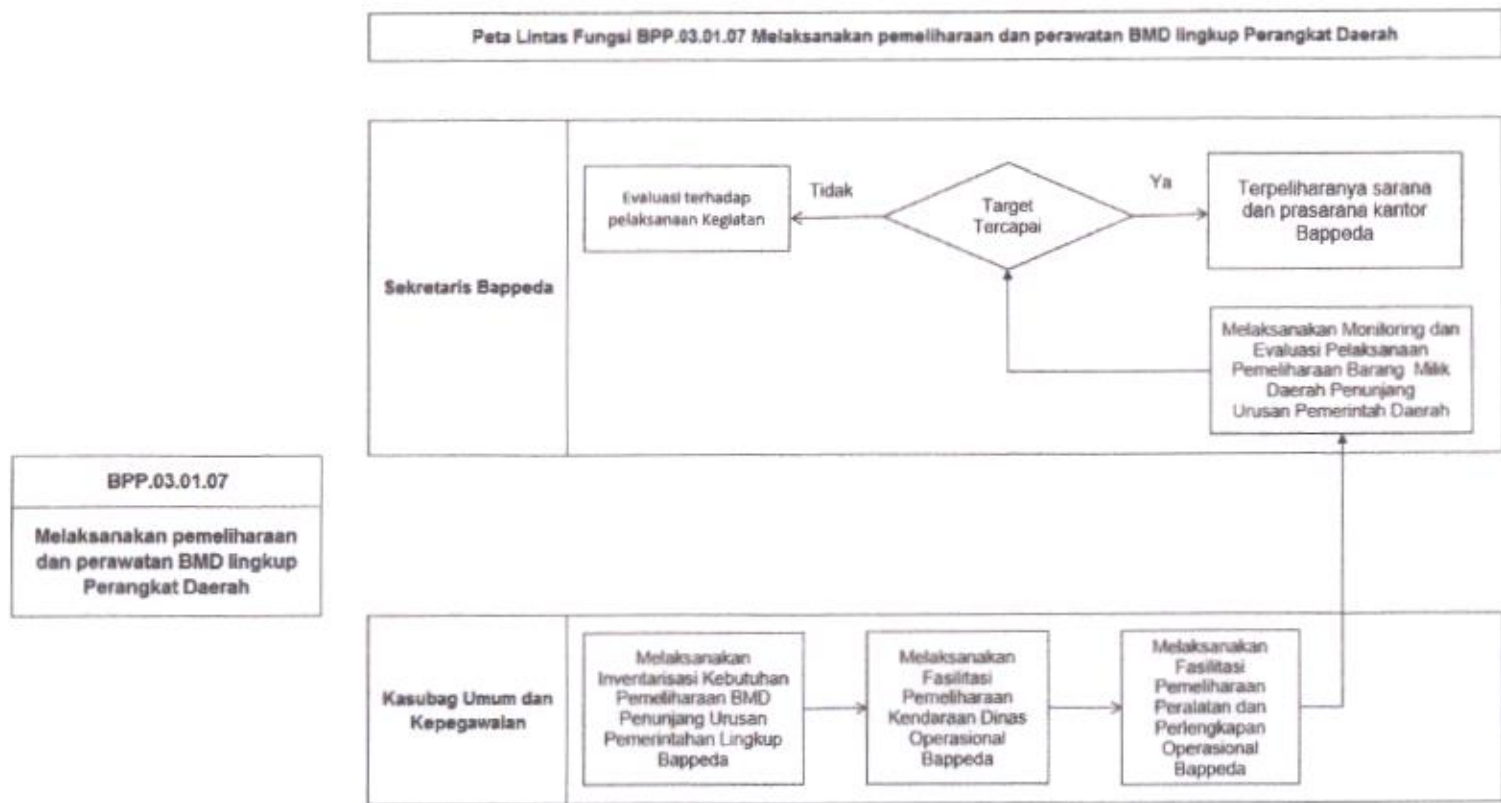 Peta Lintas Fungsi BPP.03.01.07 Melaksanakan pemeliharaan dan perawatan BMD lingkup Perangkat Daerah
Sekretaris Bappeda
Evaluasi terhadap
pelaksanaan Kegiatan
Tidak
Target
Tercapai
Ya
Terpeliharanya sarana
dan prasarana kantor
Bappeda
Melaksanakan Monitoring dan
Evaluasi Pelaksanaan
Pemeliharaan Barang Milik
Daerah Penunjang
Urusan Pemerintah Daerah
BPP.03.01.07
Melaksanakan pemeliharaan
dan perawatan BMD lingkup
Perangkat Daerah
Kasubag Umum dan
Kepegawaian
Melaksanakan
Inventarisasi Kebutuhan
Pemeliharaan BMD
Penunjang Urusan
Pemerintahan Lingkup
Bappeda
Melaksanakan
Fasilitasi
Pemeliharaan
Kendaraan Dinas
Operasional
Bappeda
Melaksanakan
Fasilitasi
Pemeliharaan
Peralatan dan
Perlengkapan
Operasional
Bappeda